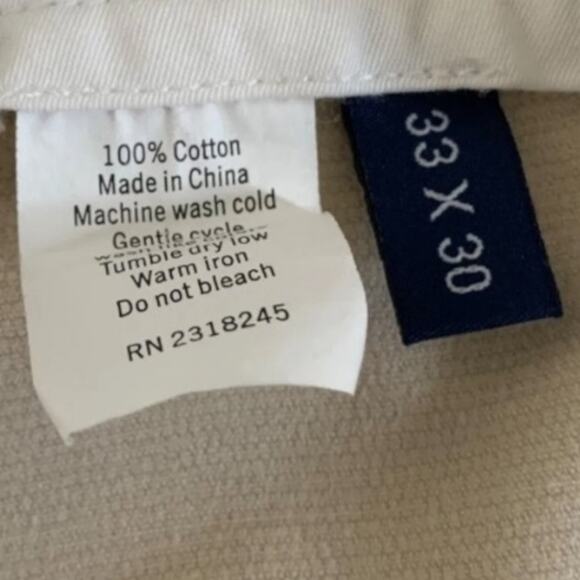 100% Cotton
Made in China
Machine wash cold
Gentle cycle
Tumble dry low
Warm iron
Do not bleach
RN 2318245
33 X 30